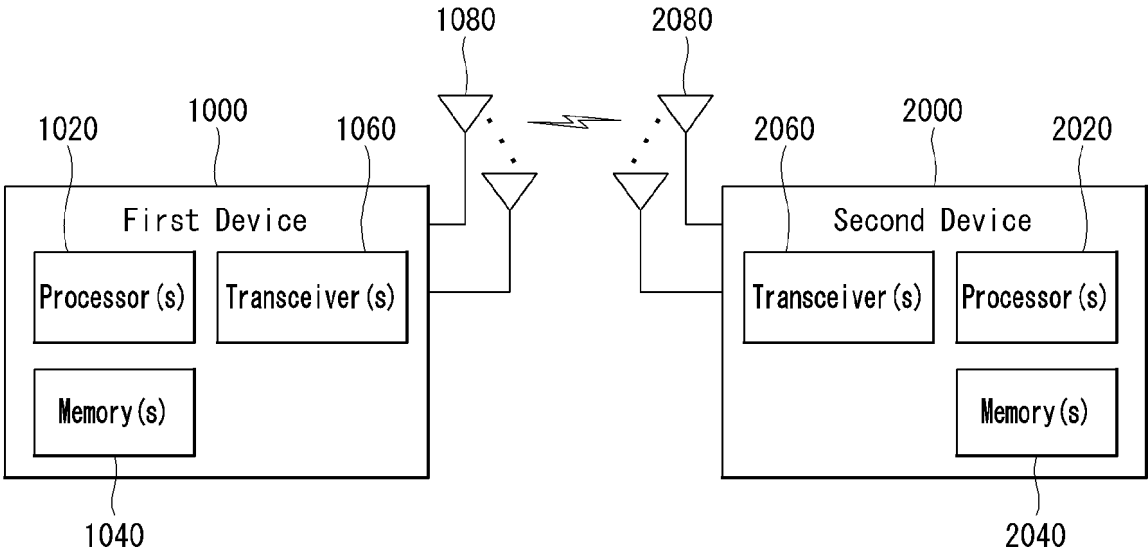 1080
2080
1000
2000
1020
1060
2060
2020
First Device
Second Device
Processor(s)
Transceiver(s)
Transceiver(s)
Processor(s)
Memory(s)
Memory(s)
1040
2040